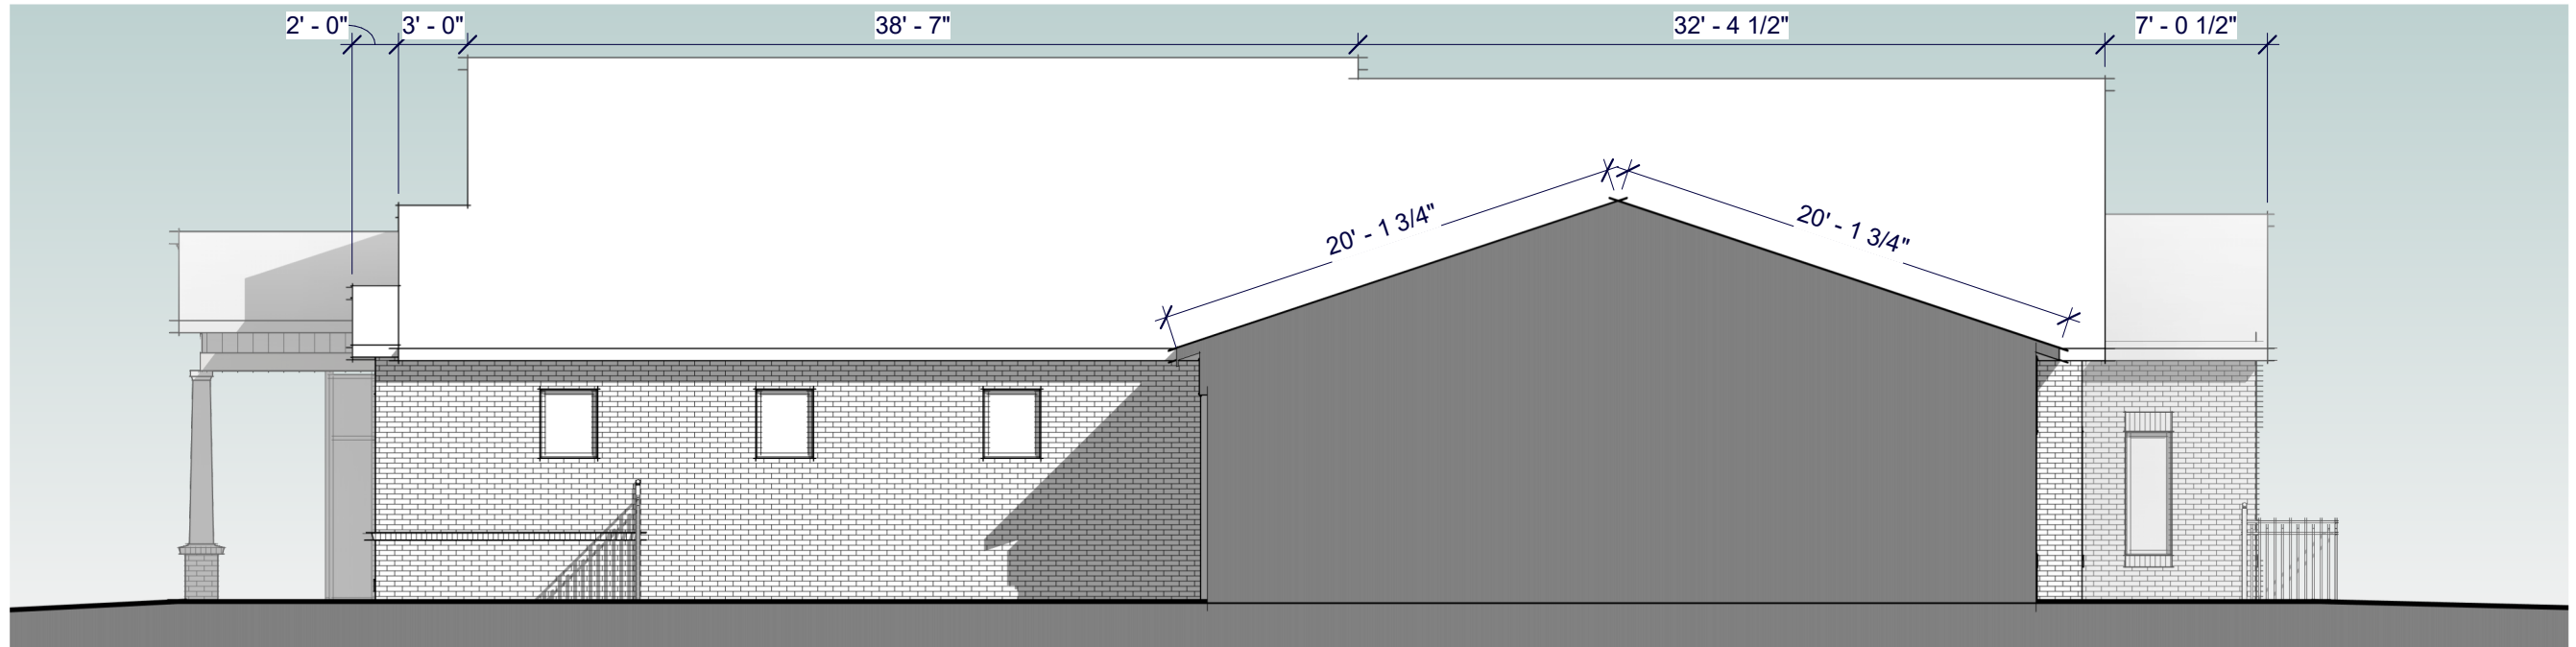 2' - 0"
3' - 0"
38' - 7"
32' - 4 1/2"
7' - 0 1/2"
20' - 1 3/4"
20' - 1 3/4"